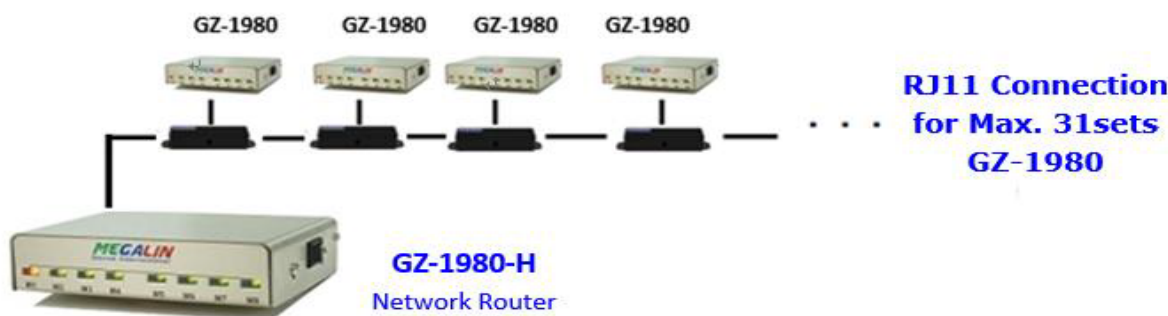 GZ-1980 GZ-1980 GZ-1980 GZ-1980
RJ11 Connection
for Max. 31sets
GZ-1980
MEGALIN
GZ-1980-H
Network Router